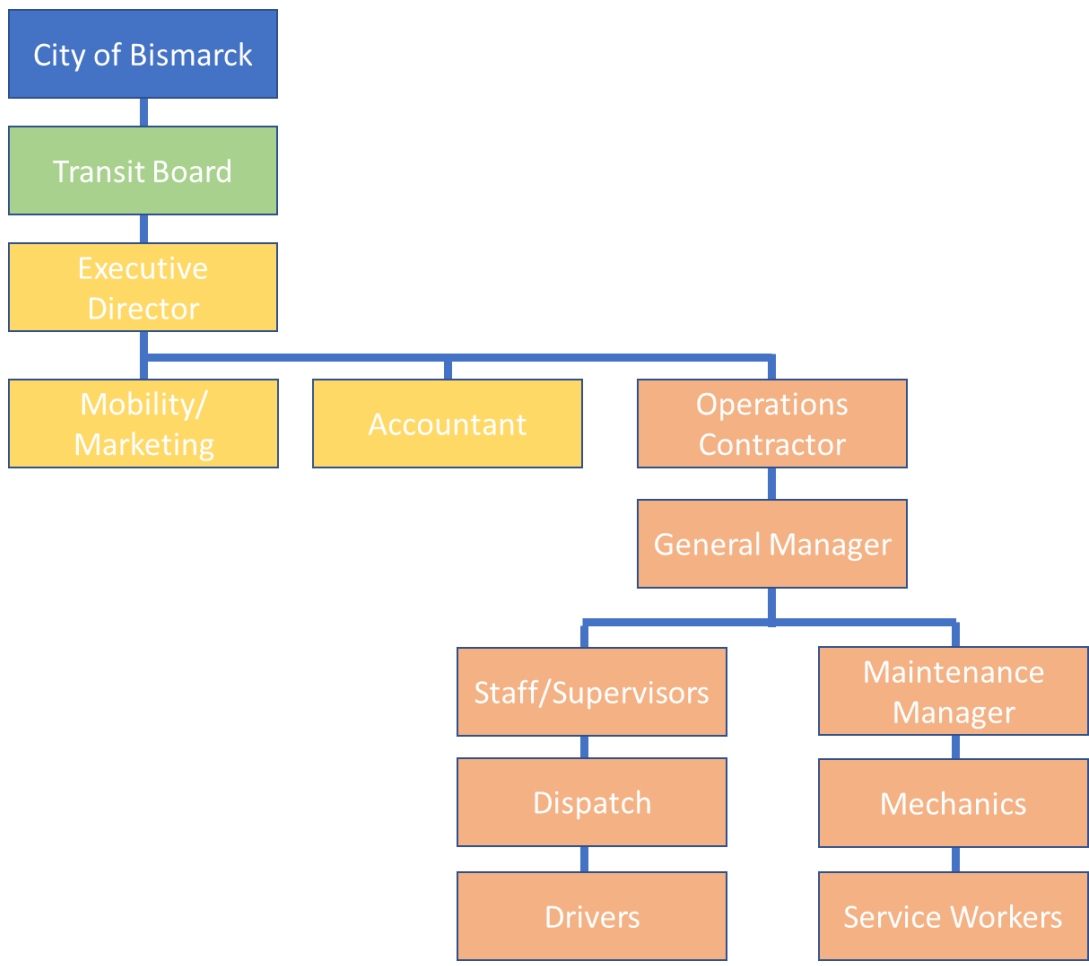 City of Bismarck
Transit Board
Executive
Director
Mobility/
Marketing
Accountant
Operations
Contractor
General Manager
Staff/Supervisors
Maintenance
Manager
Dispatch
Mechanics
Drivers
Service Workers